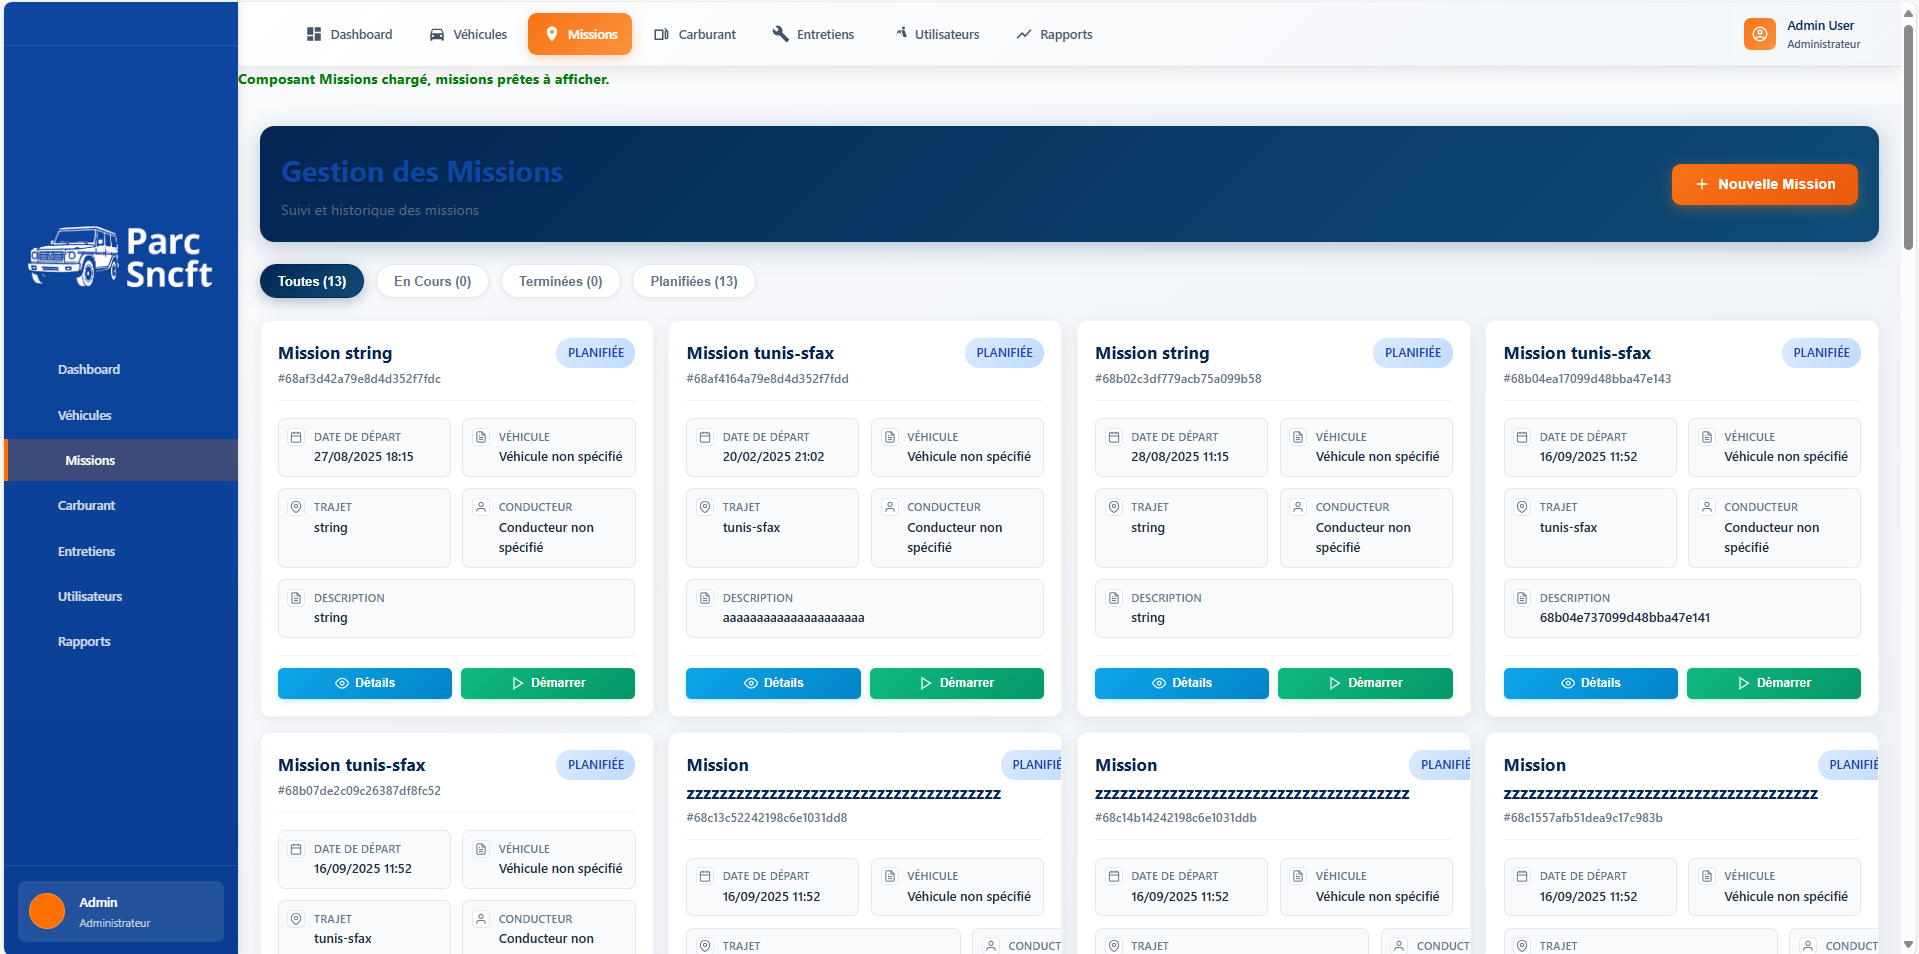 Dashboard
Véhicules
Missions
Carburant
Entretiens
Utilisateurs
Rapports
Admin User
Administrateur
Composant Missions chargé, missions prêtes à afficher.
Parc
Sncft
Dashboard
Véhicules
Missions
Carburant
Entretiens
Utilisateurs
Rapports
Admin
Administrateur
Gestion des Missions
Suivi et historique des missions
Nouvelle Mission
Toutes (13)
En Cours (0)
Terminées (0)
Planifiées (13)
Mission string
PLANIFIÉE
#68af3d42a79e8d4d352f7fdc
DATE DE DÉPART
27/08/2025 18:15
VÉHICULE
Véhicule non spécifié
TRAJET
string
CONDUCTEUR
Conducteur non
spécifié
DESCRIPTION
string
Détails
Démarrer
Mission tunis-sfax
PLANIFIÉE
#68af4164a79e8d4d352f7fdd
DATE DE DÉPART
20/02/2025 21:02
VÉHICULE
Véhicule non spécifié
TRAJET
tunis-sfax
CONDUCTEUR
Conducteur non
spécifié
DESCRIPTION
aaaaaaaaaaaaaaaaaaaaa
Détails
Démarrer
Mission string
PLANIFIÉE
#68b02c3df779acb75a099b58
DATE DE DÉPART
28/08/2025 11:15
VÉHICULE
Véhicule non spécifié
TRAJET
string
CONDUCTEUR
Conducteur non
spécifié
DESCRIPTION
string
Détails
Démarrer
Mission tunis-sfax
PLANIFIÉE
#68b04ea17099d48bba47e143
DATE DE DÉPART
16/09/2025 11:52
VÉHICULE
Véhicule non spécifié
TRAJET
tunis-sfax
CONDUCTEUR
Conducteur non
spécifié
DESCRIPTION
68b04e737099d48bba47e141
Détails
Démarrer
Mission tunis-sfax
PLANIFIÉE
#68b07de2c09c26387df8fc52
DATE DE DÉPART
16/09/2025 11:52
VÉHICULE
Véhicule non spécifié
TRAJET
tunis-sfax
CONDUCTEUR
Conducteur non
Mission
zzzzzzzzzzzzzzzzzzzzzzzzzzzzzzzzzzzzzz
PLANIFIÉ
#68c13c52242198c6e1031dd8
DATE DE DÉPART
16/09/2025 11:52
VÉHICULE
Véhicule non spécifié
TRAJET
CONDUCT
Mission
zzzzzzzzzzzzzzzzzzzzzzzzzzzzzzzzzzzzzz
PLANIFIÉ
#68c14b14242198c6e1031ddb
DATE DE DÉPART
16/09/2025 11:52
VÉHICULE
Véhicule non spécifié
TRAJET
CONDUCT
Mission
zzzzzzzzzzzzzzzzzzzzzzzzzzzzzzzzzzzzzz
PLANIFIÉ
#68c1557afb51dea9c17c983b
DATE DE DÉPART
16/09/2025 11:52
VÉHICULE
Véhicule non spécifié
TRAJET
CONDUCT